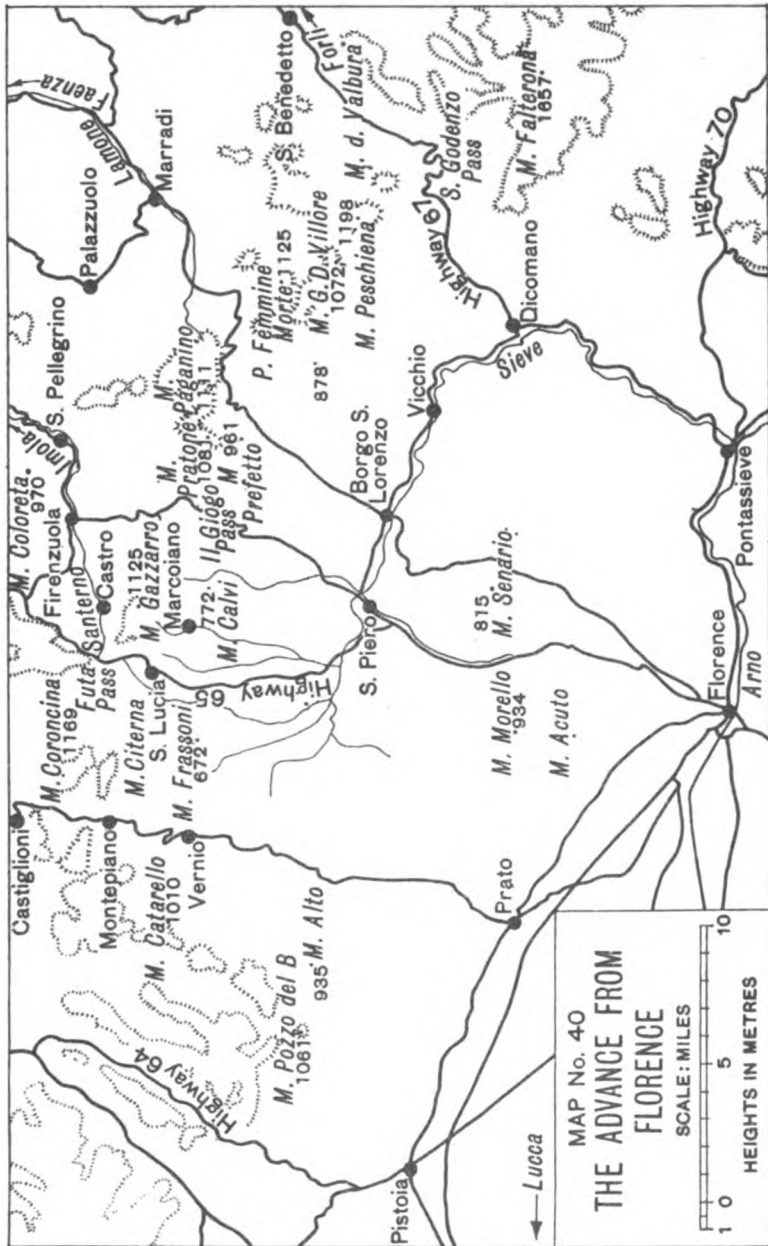 Castiglioni
M. Coroncina
1169
M. Coloreta.
970
Imola
S. Pellegrino
Palazzuolo
Faenza
Lamone
Marradi
Firenzuola
Santerno
Futa
Pass
Castro
Montepiano
M. Citerna
S. Lucia
1125
M. Gazzarro
Marcoiano
M.
Pratone
1081
M.
Paganino
1111
Il Giogo
Pass
M
Prefetto
961
772
M. Calvi
M. Catarello
1010
Vernio
M. Frassoni
672
Highway
65
P. Femmine
Morte
1125
S. Benedetto
Forli
M. G. D. Villore
1072
878
1198
M. Peschiena
M. d. Valbura
Highway 64
M. Pozzo del B
1061
935
M. Alto
S. Piero
Borgo S.
Lorenzo
Vicchio
Highway 67
S. Godenzo
Pass
M. Falterona
1657
Dicomano
Sieve
Pistoia
Prato
M. Morello
934
M. Acuto
815
M. Senario
Highway 70
Lucca
Florence
Arno
Pontassieve
MAP No. 40
THE ADVANCE FROM
FLORENCE
SCALE: MILES
1 0 5 10
HEIGHTS IN METRES